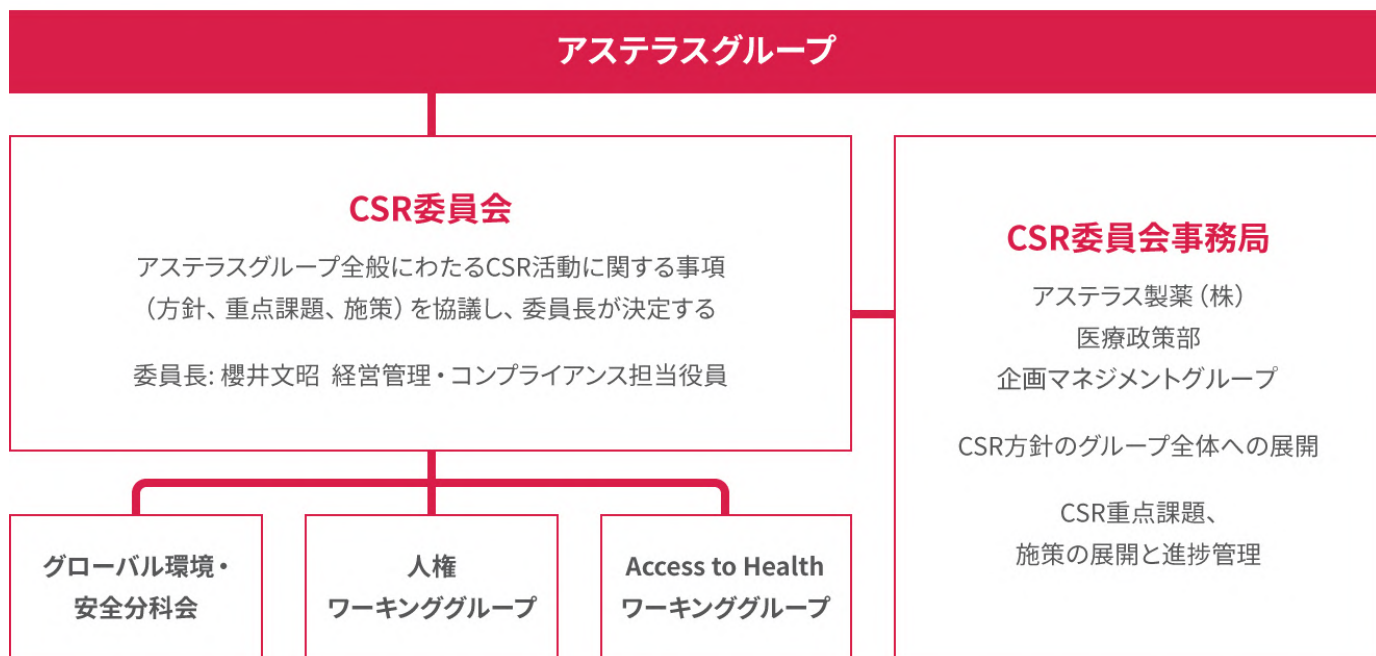 アステラスグループ
CSR委員会
アステラスグループ全般にわたるCSR活動に関する事項
（方針、重点課題、施策）を協議し、委員長が決定する
委員長: 櫻井文昭 経営管理・コンプライアンス担当役員
CSR委員会事務局
アステラス製薬（株）
医療政策部
企画マネジメントグループ
CSR方針のグループ全体への展開
CSR重点課題、
施策の展開と進捗管理
グローバル環境・
安全分科会
人権
ワーキンググループ
Access to Health
ワーキンググループ